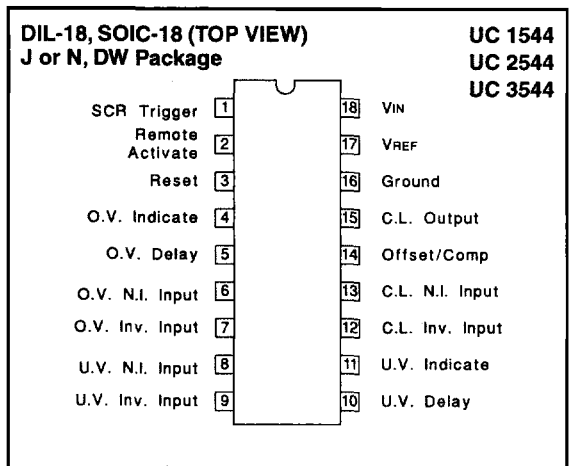 DIL-18, SOIC-18 (TOP VIEW)
J or N, DW Package
UC 1544
UC 2544
UC 3544
SCR Trigger 1
Remote
Activate 2
Reset 3
O.V. Indicate 4
O.V. Delay 5
O.V. N.I. Input 6
O.V. Inv. Input 7
U.V. N.I. Input 8
U.V. Inv. Input 9
18 VIN
17 VREF
16 Ground
15 C.L. Output
14 Offset/Comp
13 C.L. N.I. Input
12 C.L. Inv. Input
11 U.V. Indicate
10 U.V. Delay